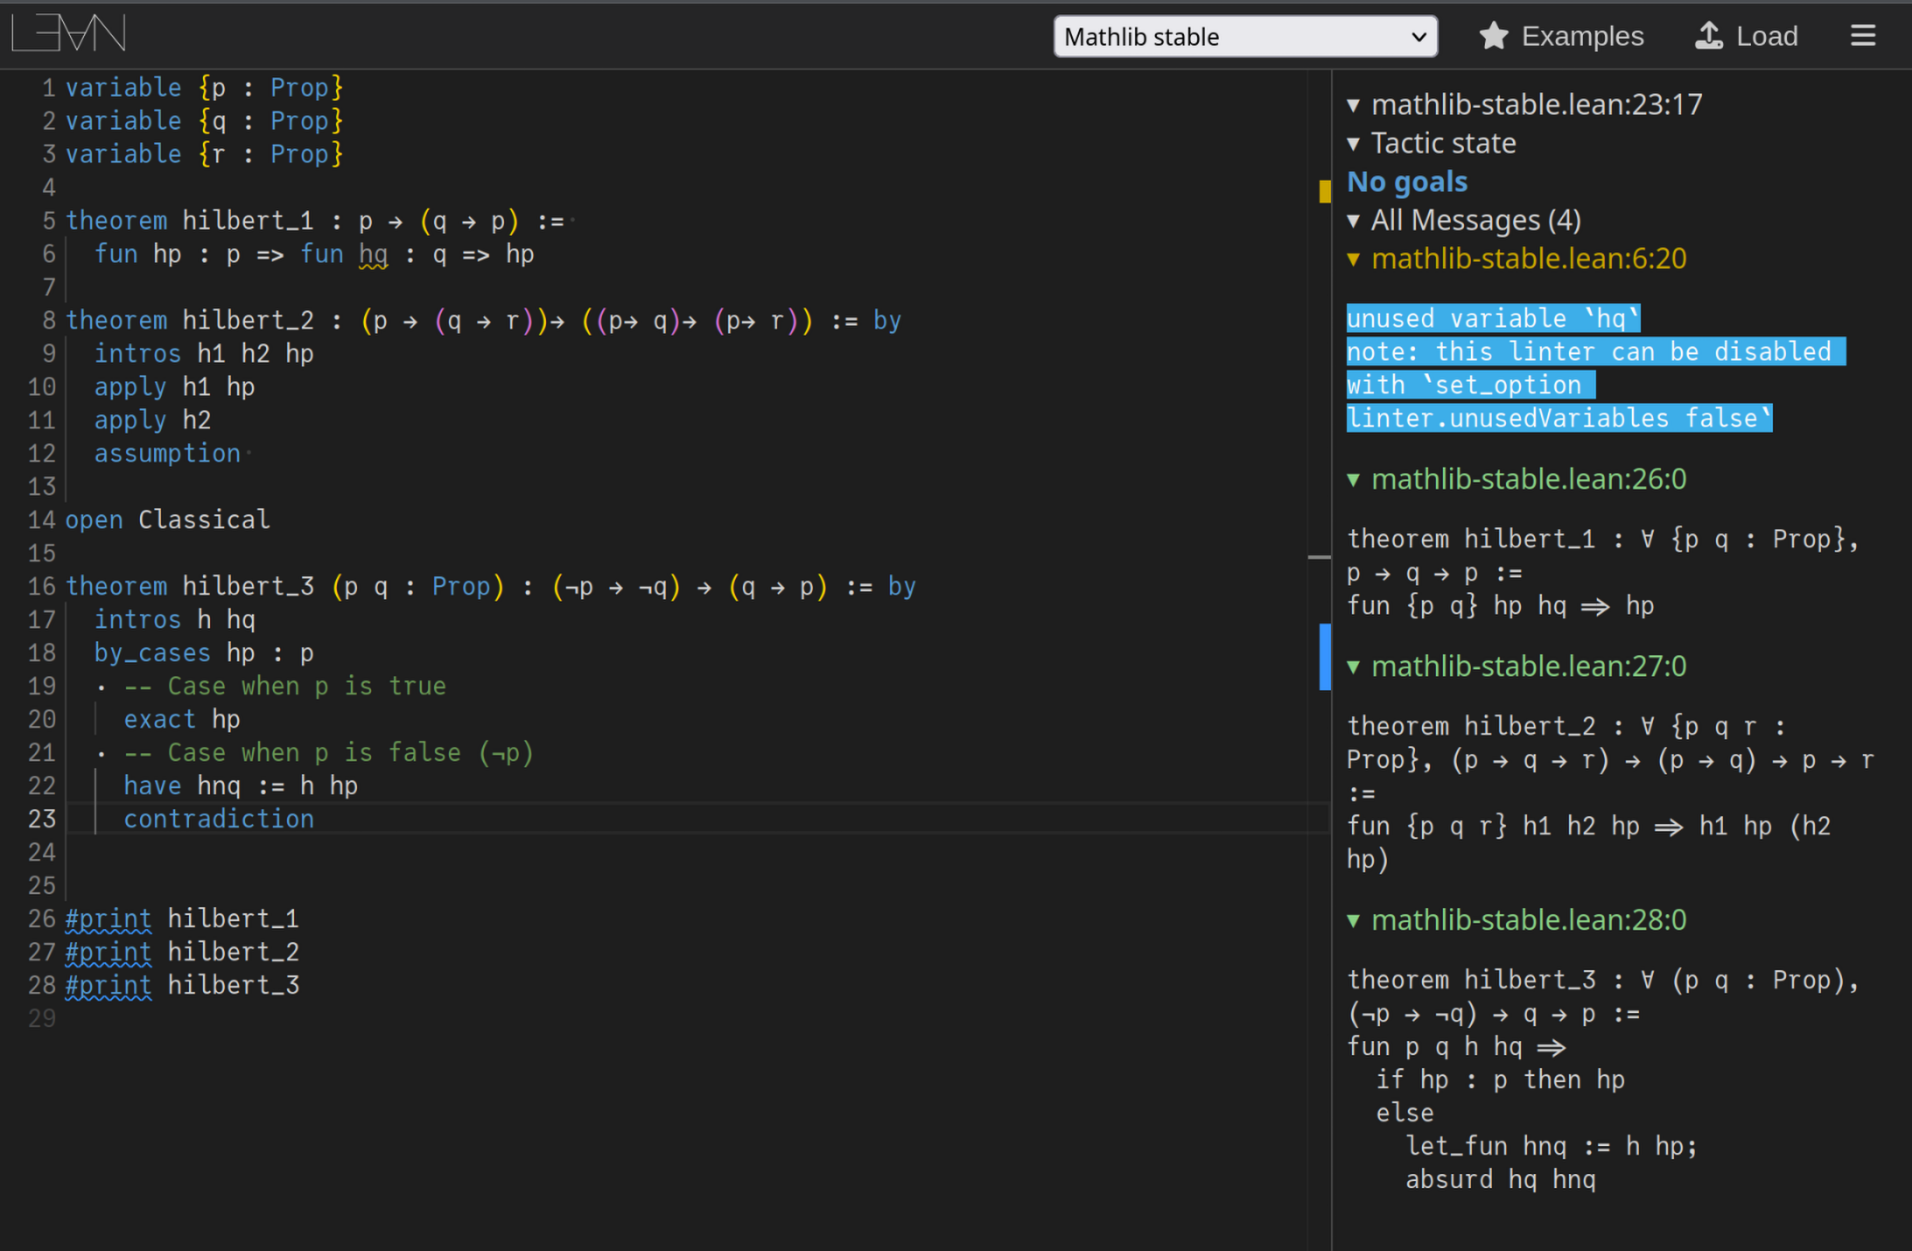 L∃∀N
Mathlib stable
Examples
Load
1 variable {p : Prop}
2 variable {q : Prop}
3 variable {r : Prop}
4
5 theorem hilbert_1 : p → (q → p) :=
6   fun hp : p => fun hq : q => hp
7
8 theorem hilbert_2 : (p → (q → r))→ ((p→ q)→ (p→ r)) := by
9   intros h1 h2 hp
10   apply h1 hp
11   apply h2
12   assumption
13
14 open Classical
15
16 theorem hilbert_3 (p q : Prop) : (¬p → ¬q) → (q → p) := by
17   intros h hq
18   by_cases hp : p
19   · -- Case when p is true
20     exact hp
21   · -- Case when p is false (¬p)
22     have hnq := h hp
23     contradiction
24
25
26 #print hilbert_1
27 #print hilbert_2
28 #print hilbert_3
29
▼ mathlib-stable.lean:23:17
▼ Tactic state
No goals
▼ All Messages (4)
▼ mathlib-stable.lean:6:20
unused variable `hq`
note: this linter can be disabled
with `set_option
linter.unusedVariables false`
▼ mathlib-stable.lean:26:0
theorem hilbert_1 : ∀ {p q : Prop},
p → q → p :=
fun {p q} hp hq ⇒ hp
▼ mathlib-stable.lean:27:0
theorem hilbert_2 : ∀ {p q r :
Prop}, (p → q → r) → (p → q) → p → r
:=
fun {p q r} h1 h2 hp ⇒ h1 hp (h2
hp)
▼ mathlib-stable.lean:28:0
theorem hilbert_3 : ∀ (p q : Prop),
(¬p → ¬q) → q → p :=
fun p q h hq ⇒
  if hp : p then hp
  else
    let_fun hnq := h hp;
    absurd hq hnq